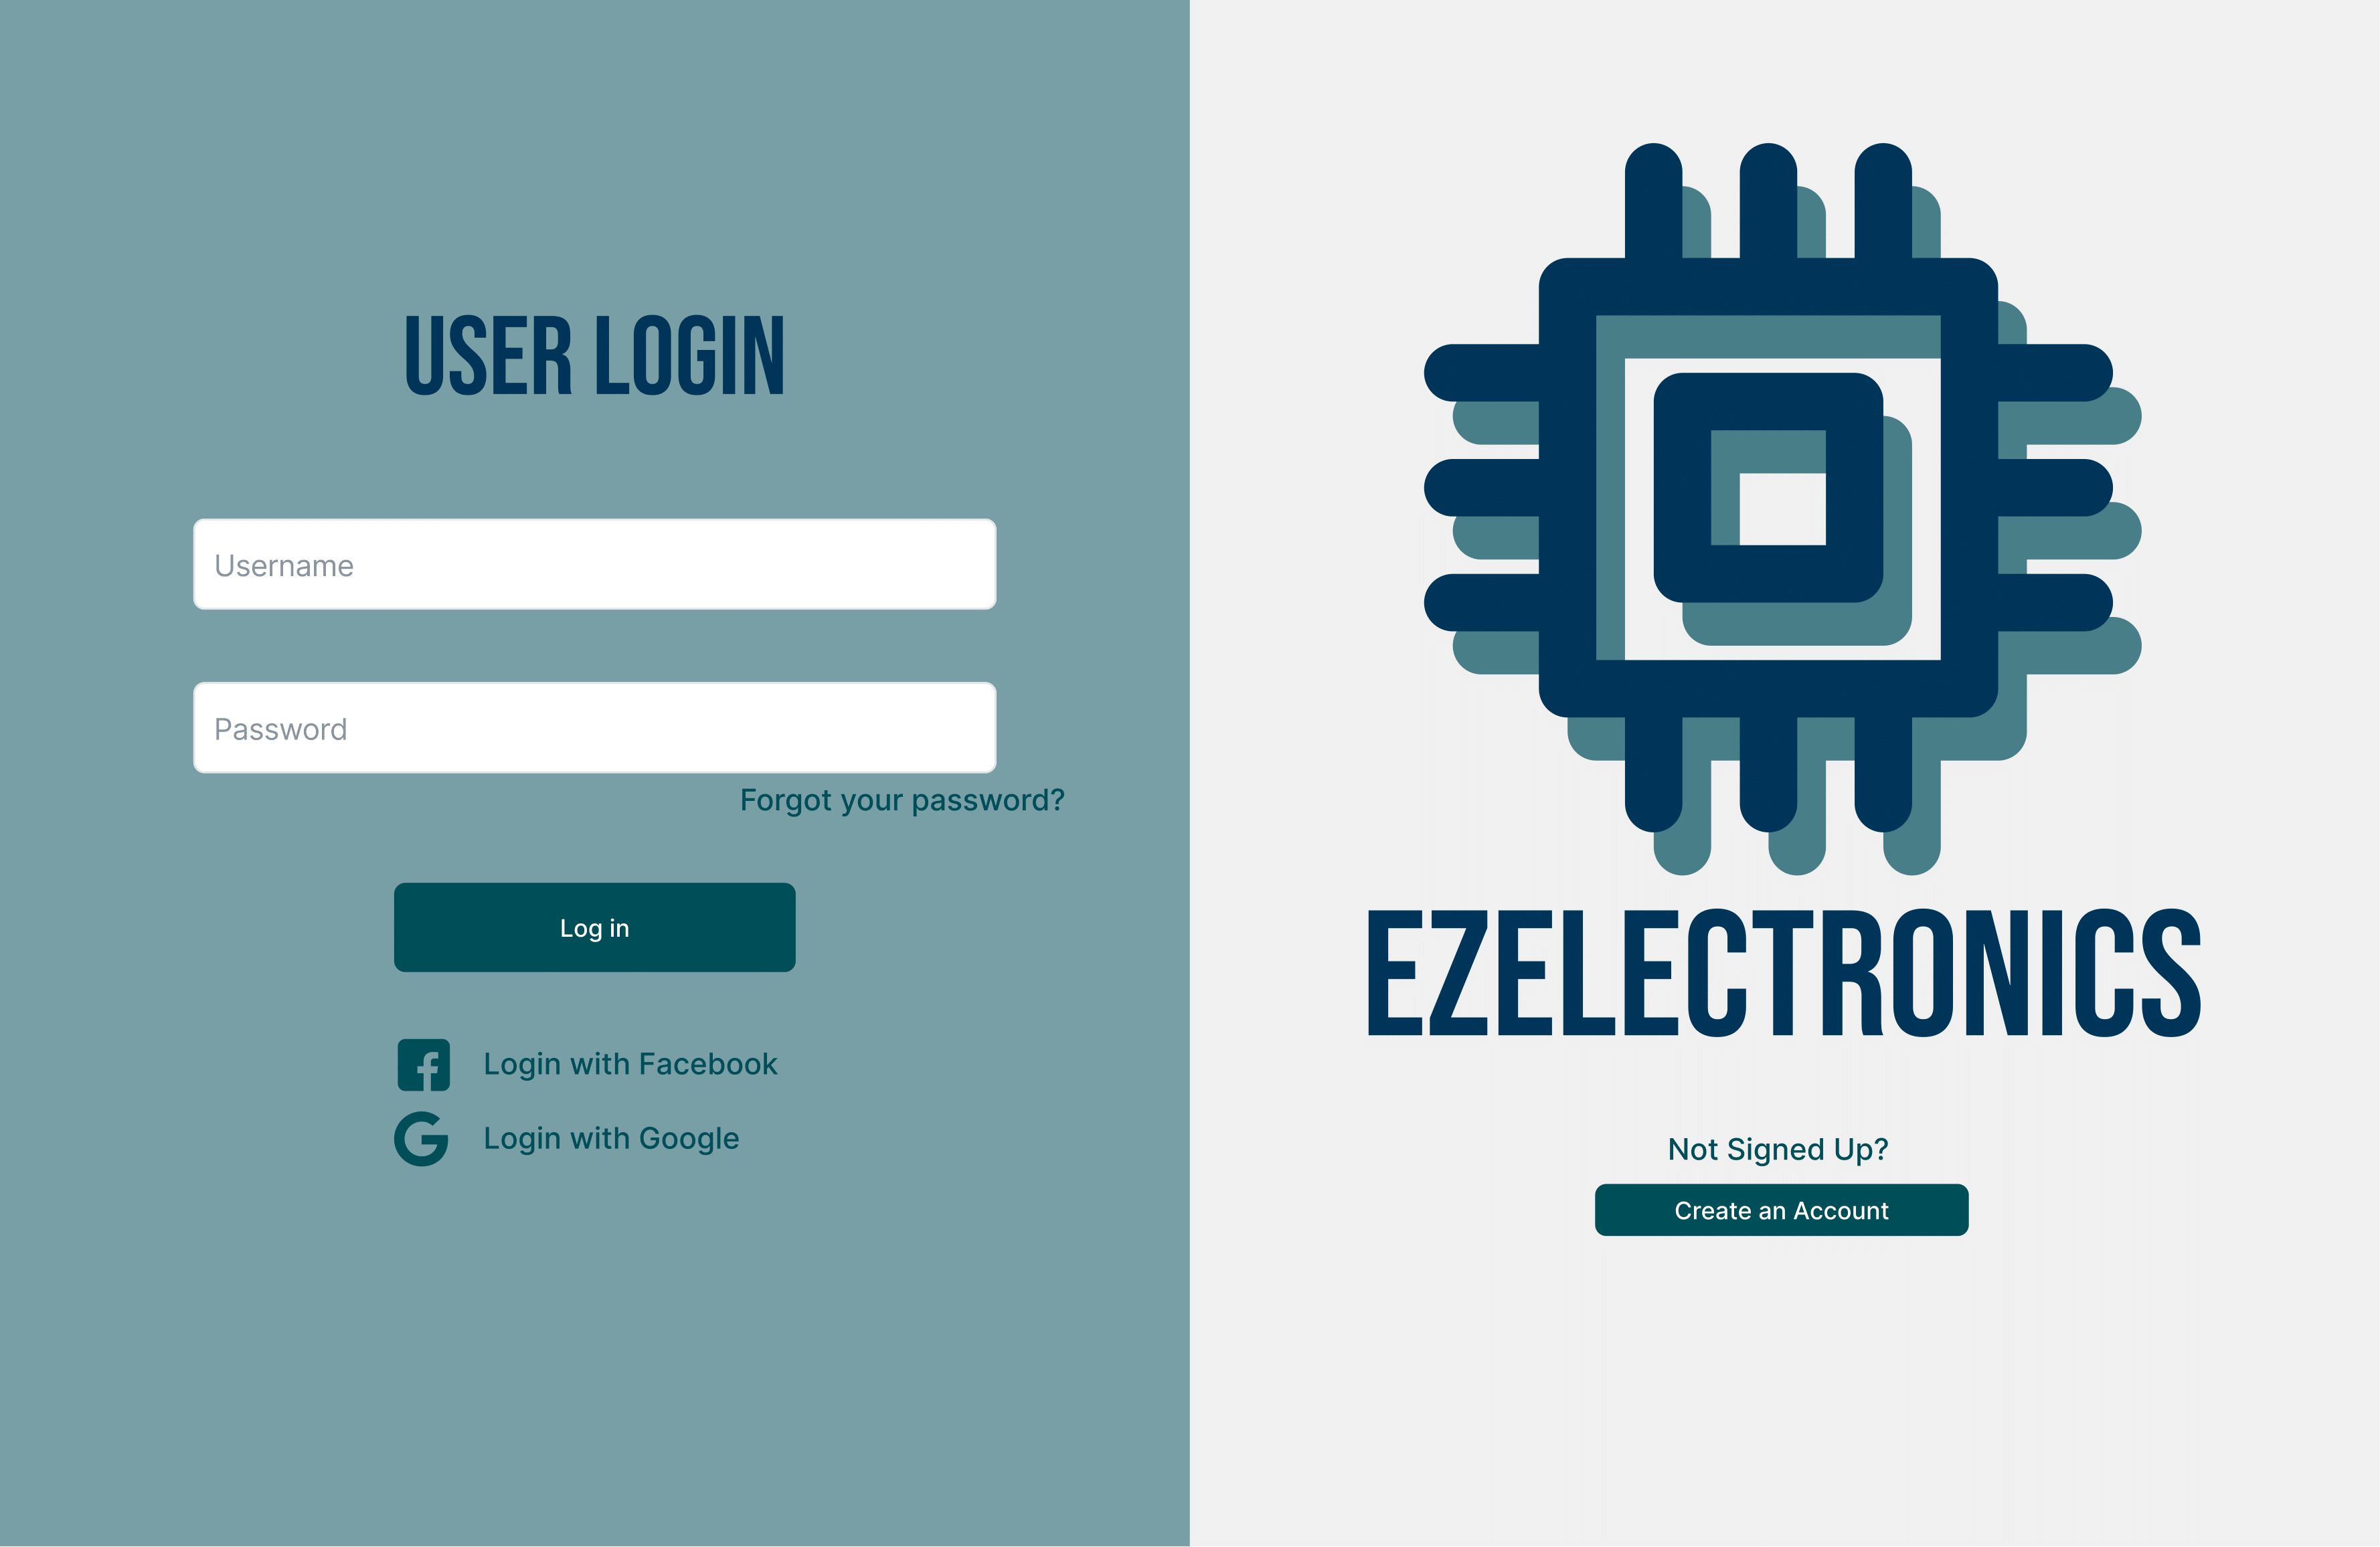 USER LOGIN
Username
Password
Forgot your password?
Log in
Login with Facebook
Login with Google
EZELECTRONICS
Not Signed Up?
Create an Account